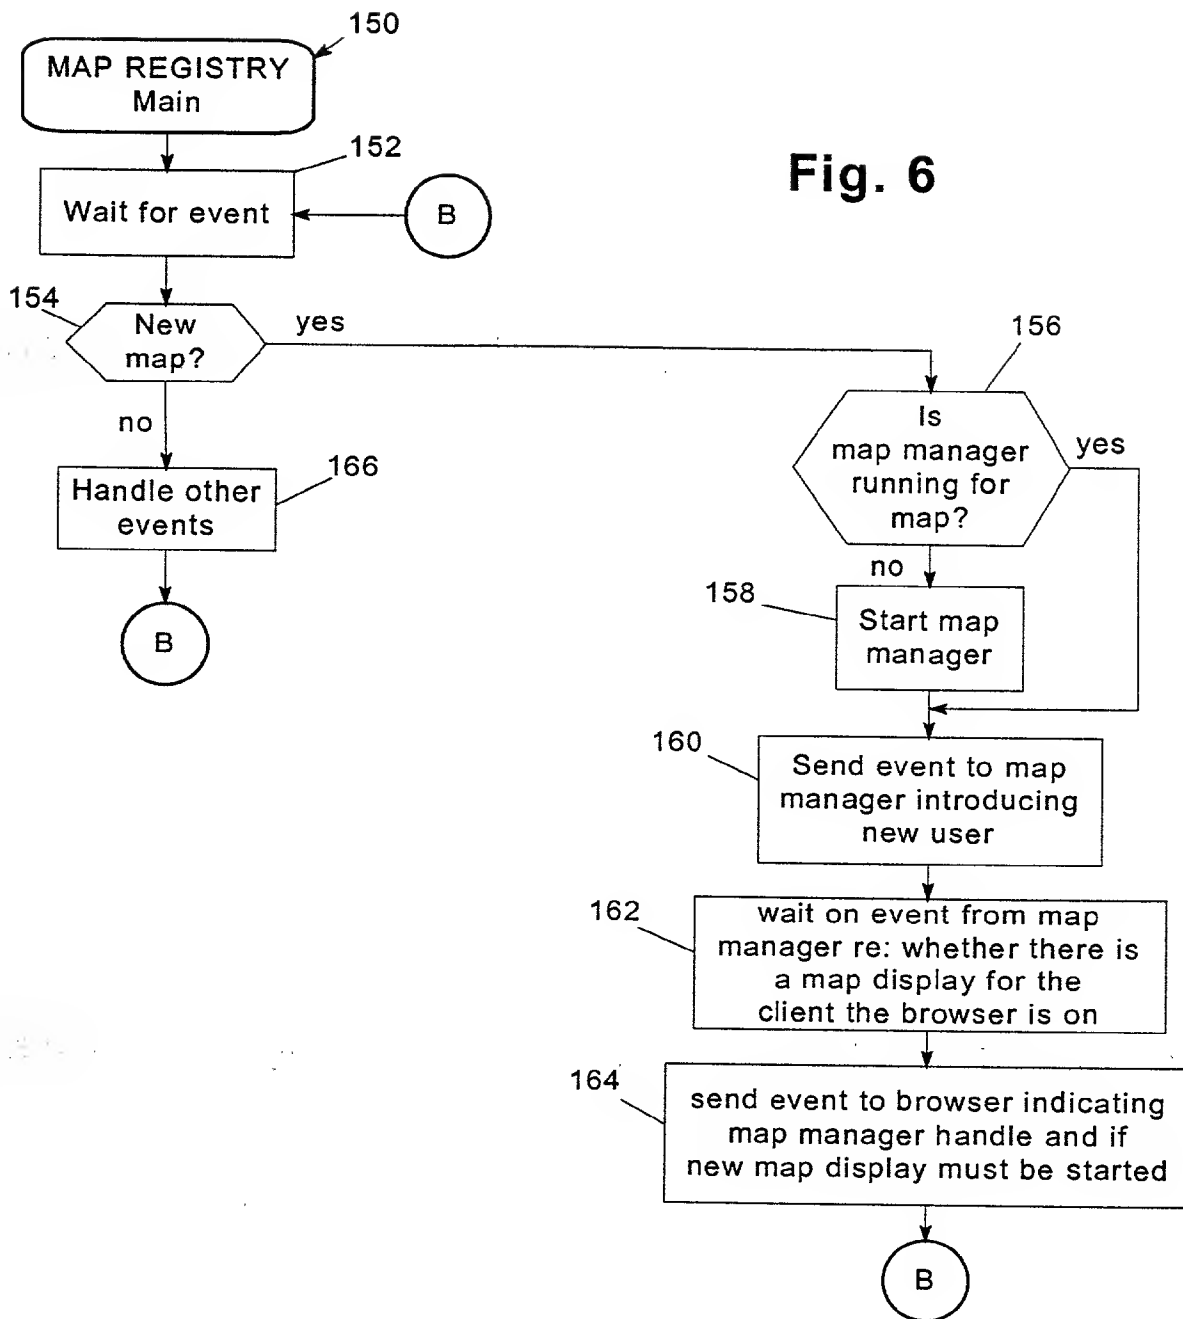 150
MAP REGISTRY
Main
152
Fig. 6
Wait for event
B
154
New
map?
yes
156
no
Is
map manager
running for
map?
yes
166
Handle other
events
no
158
Start map
manager
B
160
Send event to map
manager introducing
new user
162
wait on event from map
manager re: whether there is
a map display for the
client the browser is on
164
send event to browser indicating
map manager handle and if
new map display must be started
B